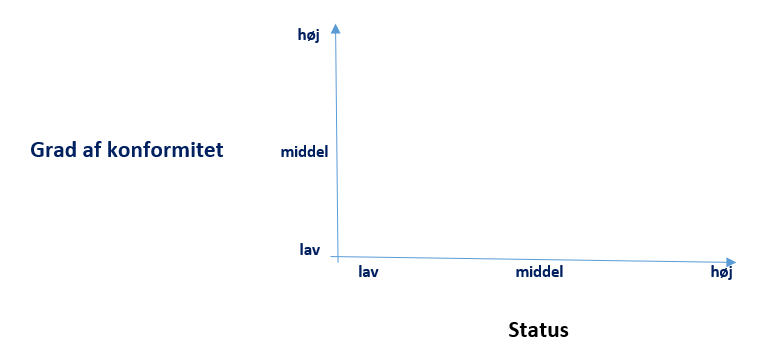 høj
Grad af konformitet
middel
lav
lav
middel
høj
Status